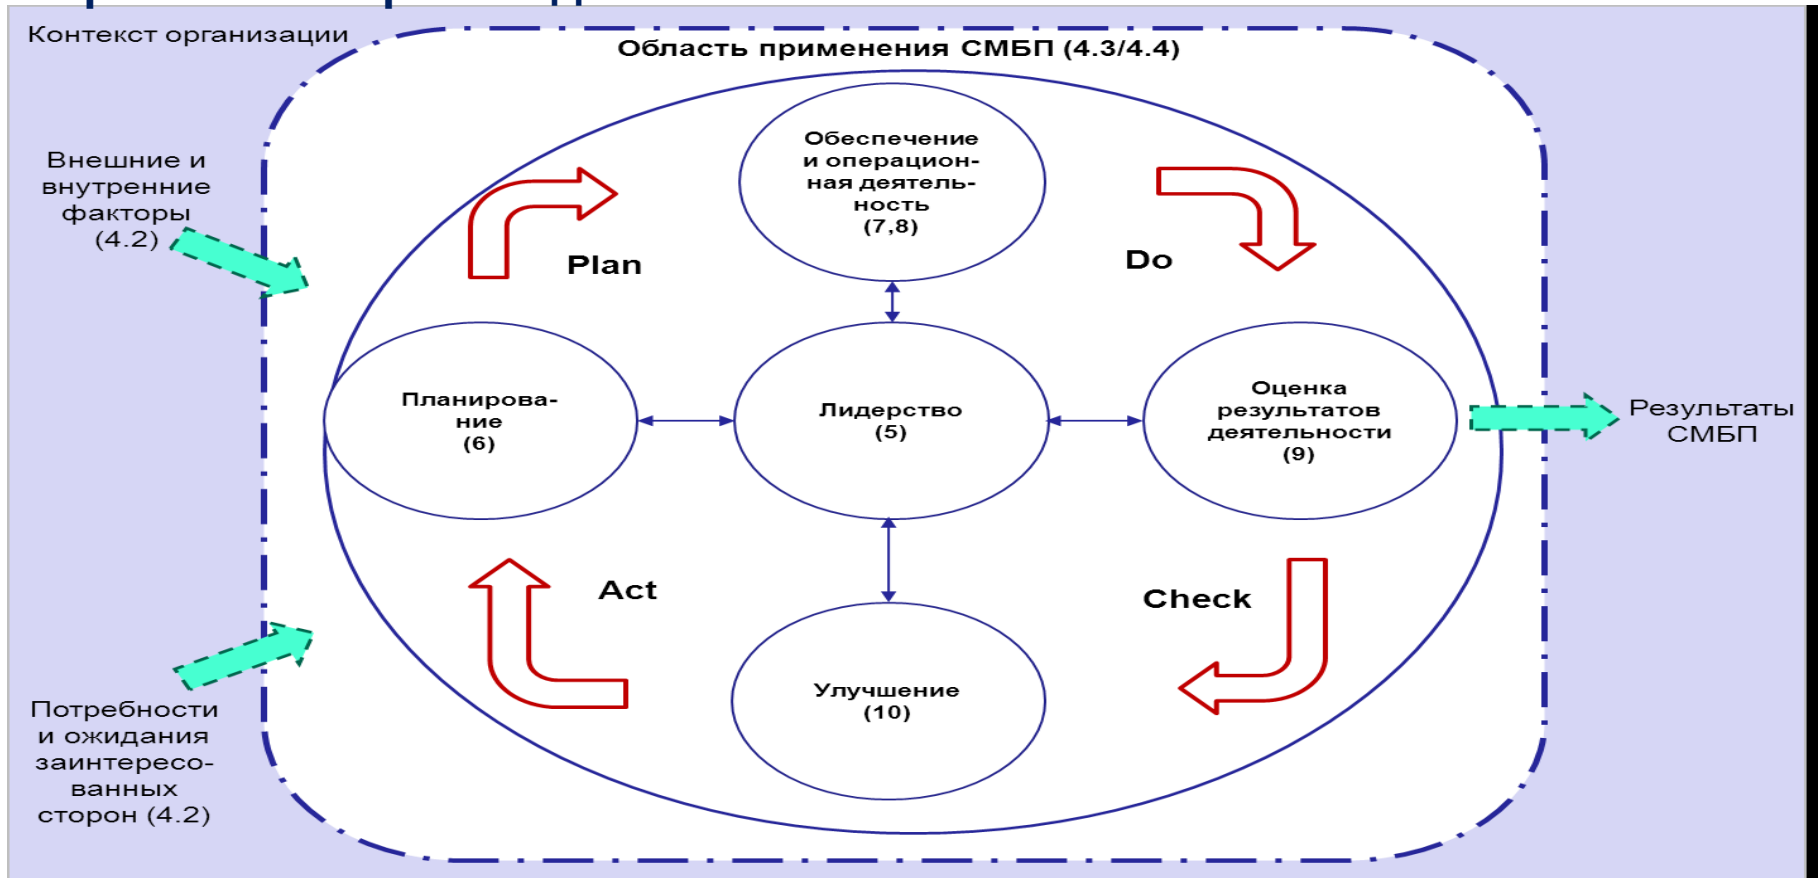 Контекст организации
Область применения СМБП (4.3/4.4)
Внешние и
внутренние
факторы
(4.2)
Обеспечение
и операцион-
ная деятель-
ность
(7,8)
Plan
Do
Планирова-
ние
(6)
Лидерство
(5)
Оценка
результатов
деятельности
(9)
Результаты
СМБП
Act
Check
Улучшение
(10)
Потребности
и ожидания
заинтересо-
ванных
сторон (4.2)